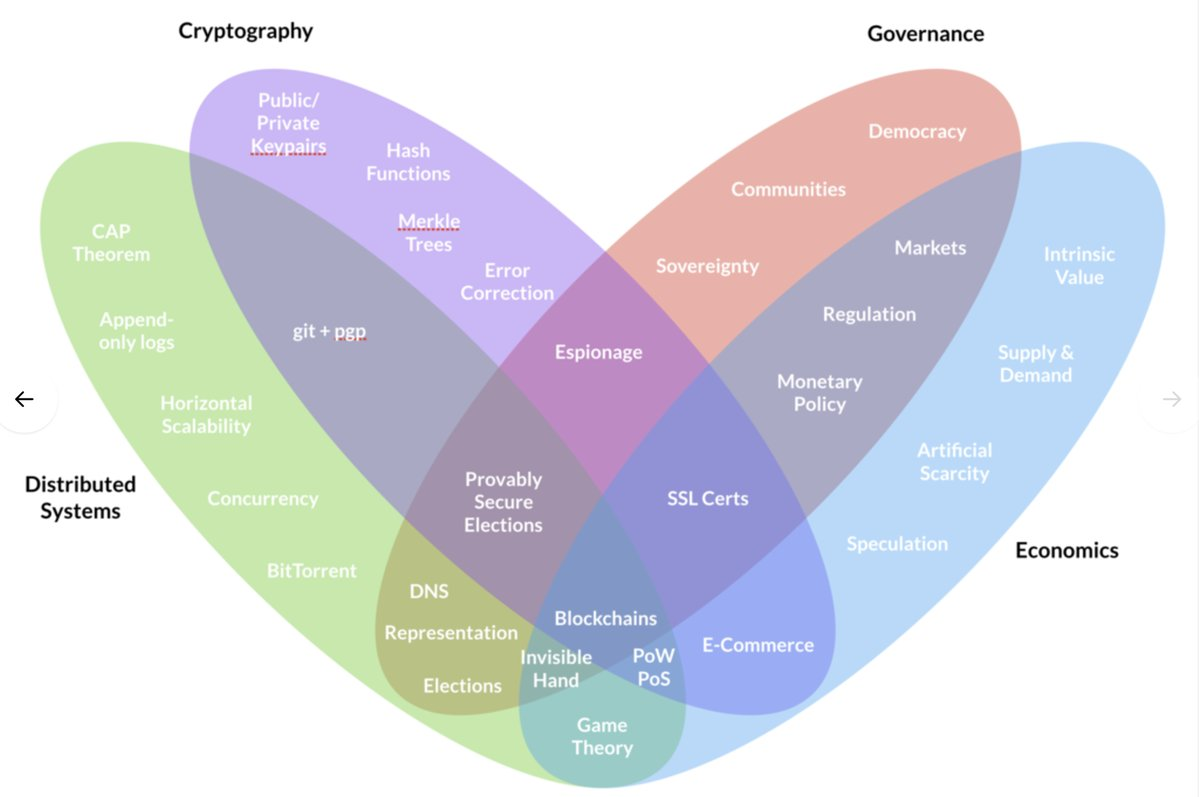 Cryptography
Governance
Public/
Private
Keypairs
Hash
Functions
Merkle
Trees
Error
Correction
Democracy
Communities
Sovereignty
Markets
Regulation
Monetary
Policy
Intrinsic
Value
Supply &
Demand
Artificial
Scarcity
Speculation
CAP
Theorem
Append-
only logs
Horizontal
Scalability
Concurrency
BitTorrent
git + pgp
Espionage
Provably
Secure
Elections
SSL Certs
Distributed
Systems
Economics
DNS
Representation
Elections
Blockchains
Invisible
Hand
PoW
PoS
E-Commerce
Game
Theory